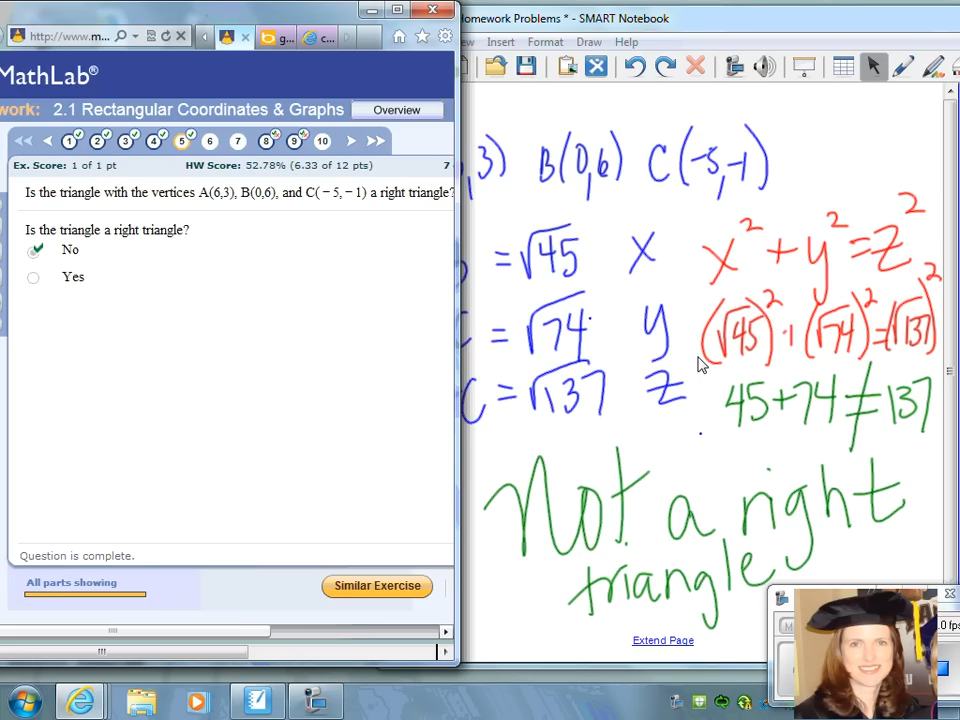 omework Problems * - SMART Notebook
http://www.m...
g...
c...
ew Insert Format Draw Help
MathLab®
work: 2.1 Rectangular Coordinates & Graphs Overview
1 2 3 4 5 6 7 8 9 10
Ex. Score: 1 of 1 pt HW Score: 52.78% (6.33 of 12 pts) 7
Is the triangle with the vertices A(6,3), B(0,6), and C(−5,−1) a right triangle?
Is the triangle a right triangle?
No
Yes
Question is complete.
All parts showing
Similar Exercise
,3) B(0,6) C(-5,-1)
= √45 x x² + y² = z²
C = √74 y (√45)² + (√74)² = (√137)²
C = √137 z 45+74 ≠ 137
Not a right
triangle
Extend Page
.0 fps